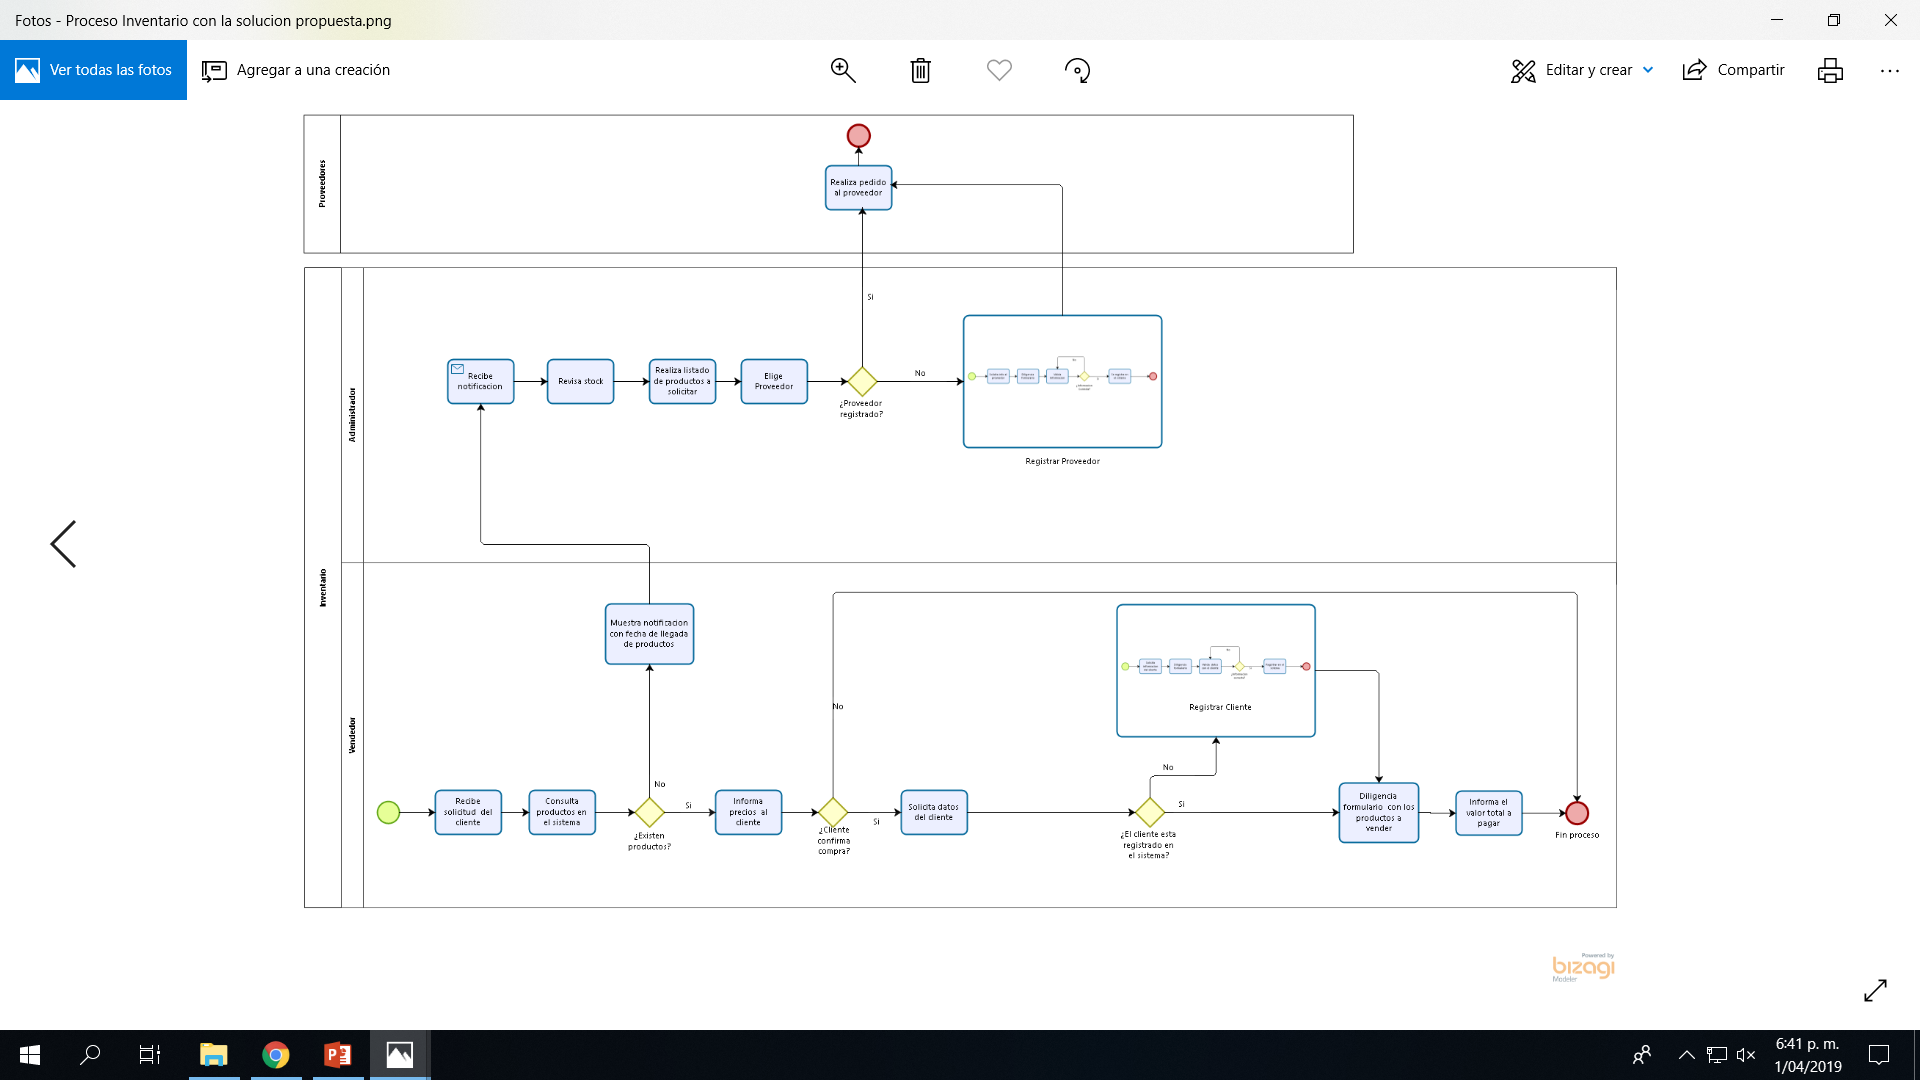 Fotos - Proceso Inventario con la solucion propuesta.png
Ver todas las fotos
Agregar a una creación
Editar y crear
Compartir
Proveedores
Realiza pedido
al proveedor
Si
Inventario
Administrador
Recibe
notificacion
Revisa stock
Realiza listado
de productos a
solicitar
Elige
Proveedor
¿Proveedor
registrado?
No
Registrar Proveedor
Vendedor
Muestra notificacion
con fecha de llegada
de productos
No
Recibe
solicitud del
cliente
Consulta
productos en
el sistema
¿Existen
productos?
Si
Informa
precios al
cliente
No
¿Cliente
confirma
compra?
Si
Solicita datos
del cliente
Registrar Cliente
No
¿El cliente esta
registrado en
el sistema?
Si
Diligencia
formulario con los
productos a
vender
Informa el
valor total a
pagar
Fin proceso
Powered by
bizagi
Modeler
6:41 p. m.
1/04/2019